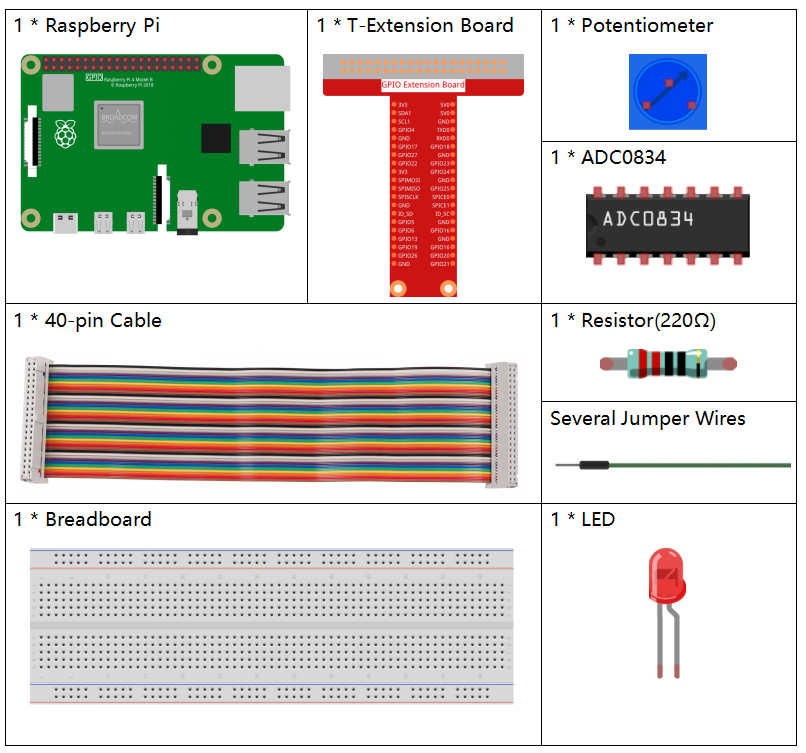 1 * Raspberry Pi
1 * T-Extension Board
1 * Potentiometer
GPIO
Raspberry Pi 4 Model B
© Raspberry Pi 2018
BROADCOM
GPIO Extension Board
3V3 5V0
SDA1 5V0
SCL1 GND
GPIO4 TXD0
GND RXD0
GPIO17 GPIO18
GPIO27 GND
GPIO22 GPIO23
3V3 GPIO24
SPIMOSI GND
SPIMISO GPIO25
SPISCLK SPICE0
GND SPICE1
ID_SD ID_SC
GPIO5 GND
GPIO6 GPIO16
GPIO13 GND
GPIO19 GPIO16
GPIO26 GPIO20
GND GPIO21
1 * ADC0834
ADC0834
1 * 40-pin Cable
1 * Resistor(220Ω)
Several Jumper Wires
1 * Breadboard
1 * LED